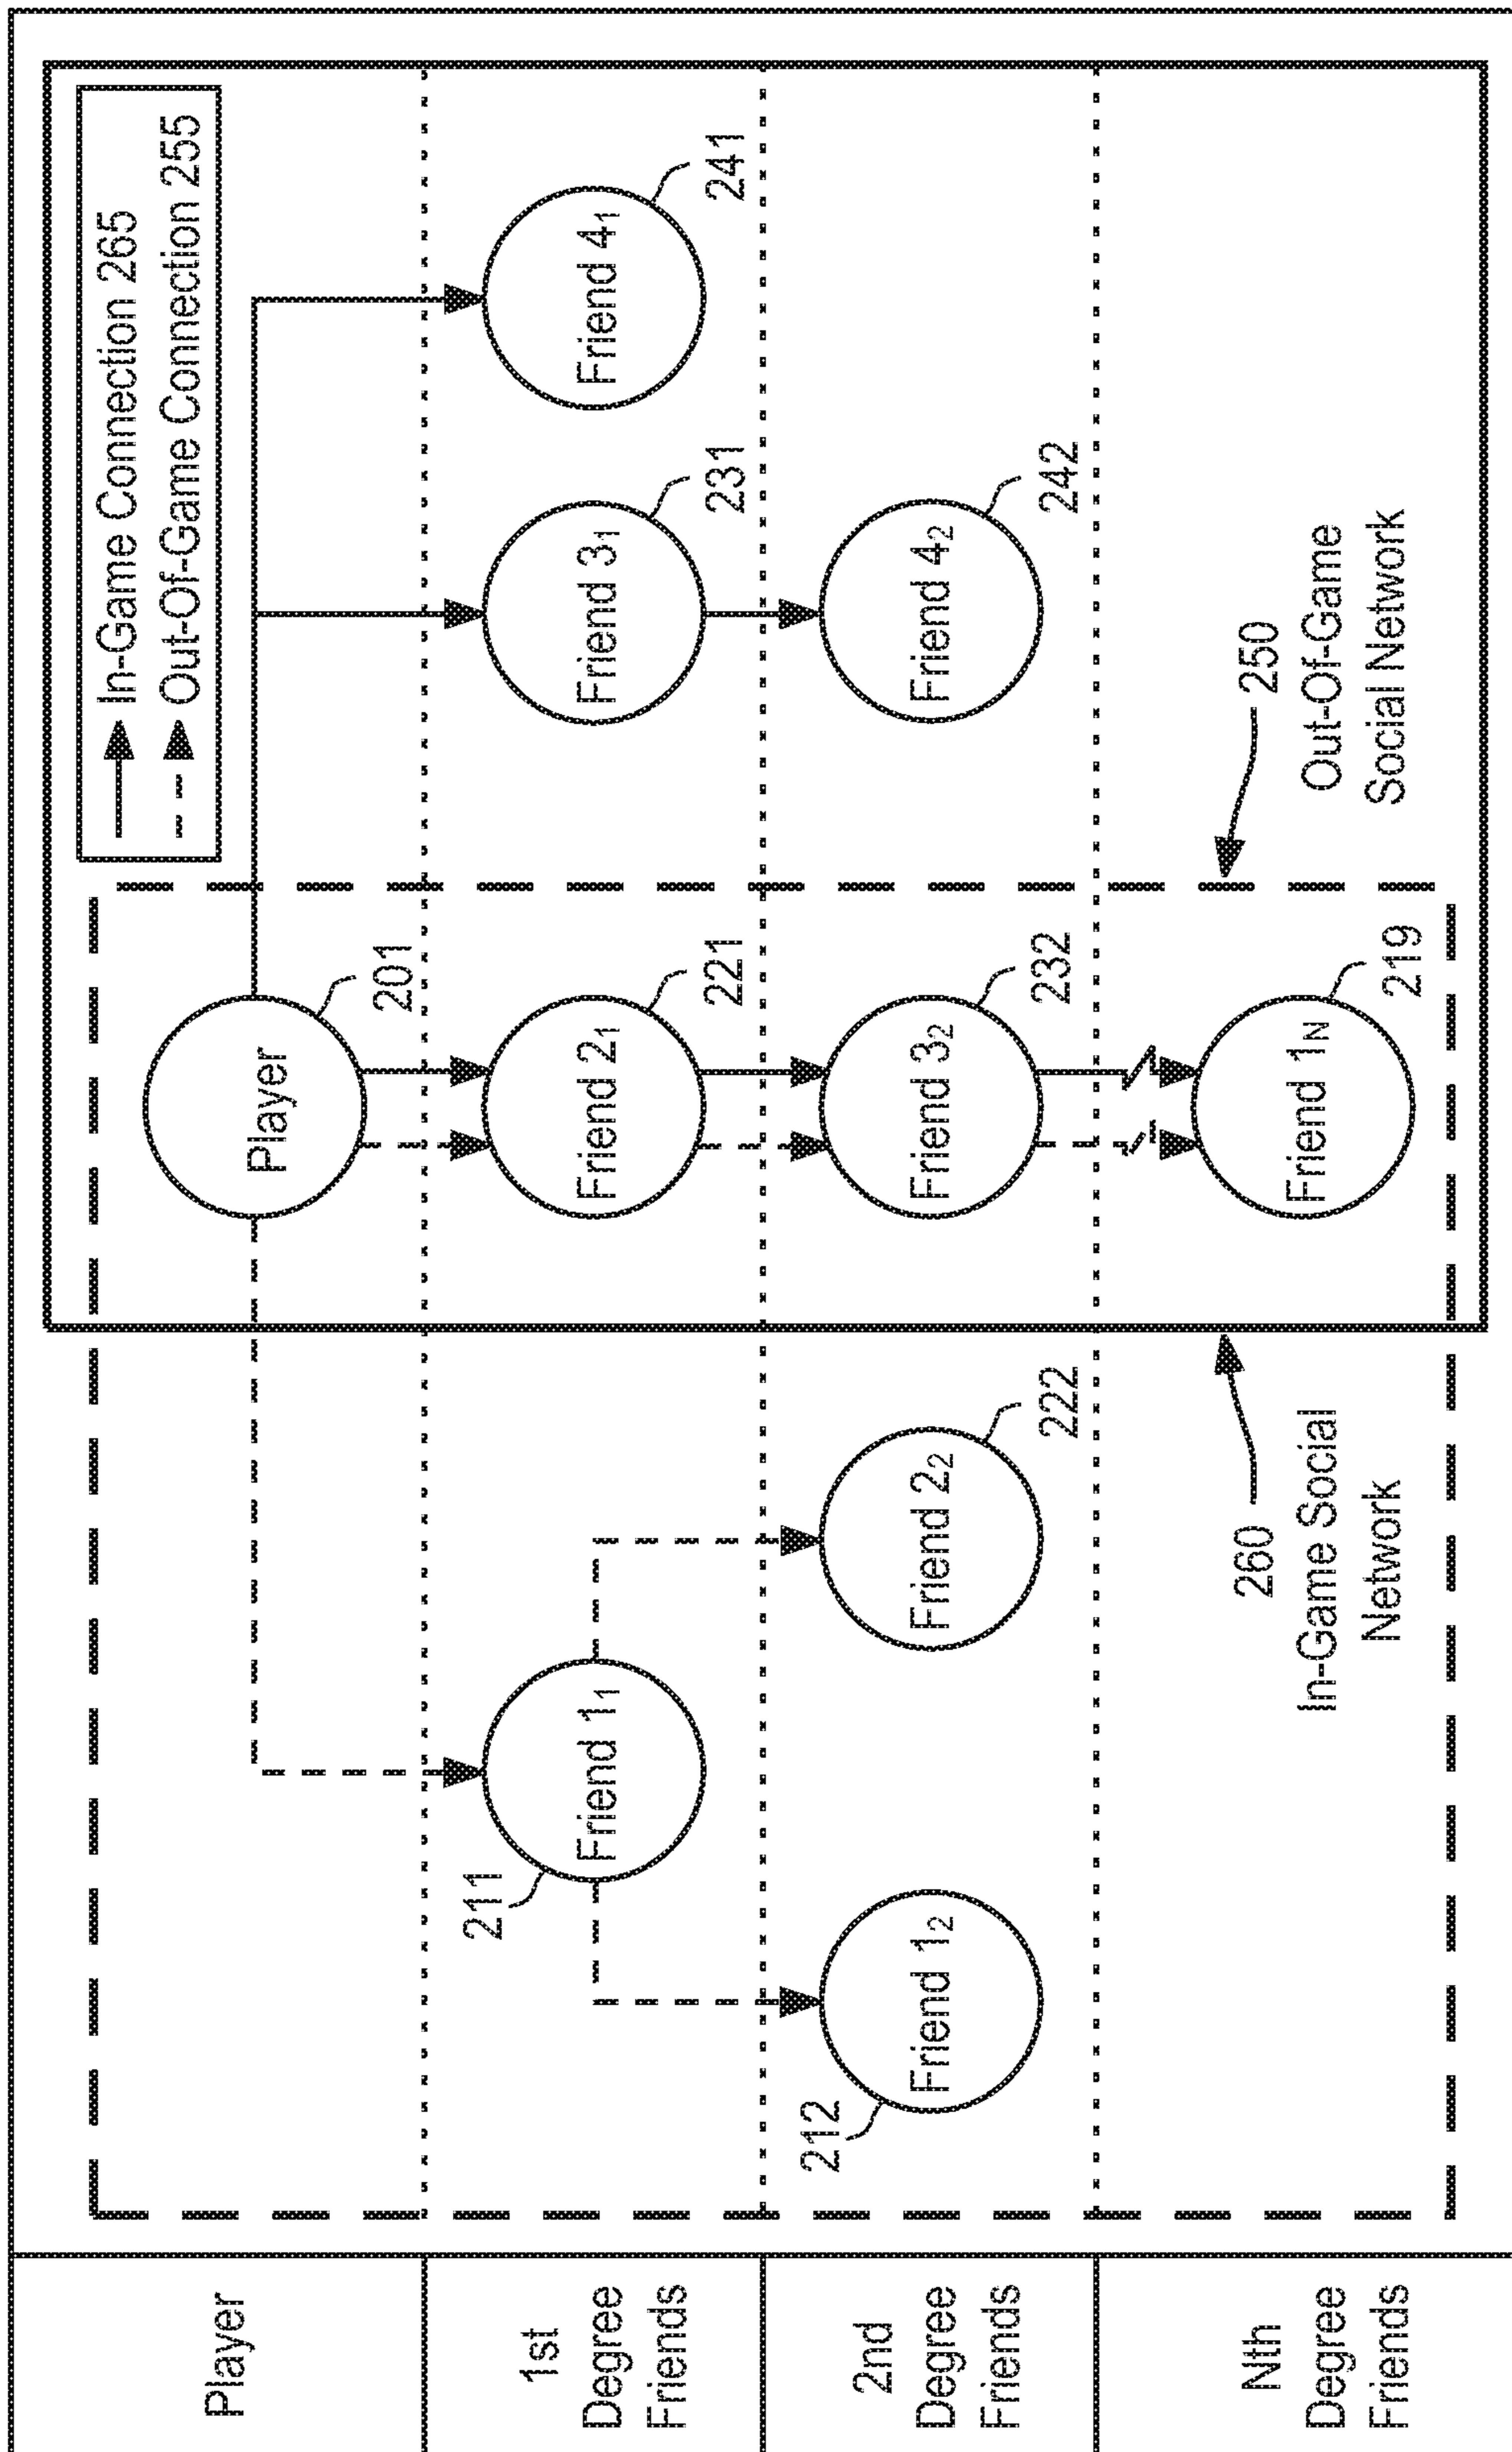 In-Game Connection 265
Out-Of-Game Connection 255
Player
Player
201
1st
Degree
Friends
211
Friend 1₁
Friend 2₁
221
Friend 3₁
231
Friend 4₁
241
2nd
Degree
Friends
212
Friend 1₂
Friend 2₂
222
Friend 3₂
232
Friend 4₂
242
Nth
Degree
Friends
260
In-Game Social
Network
Friend 1N
219
250
Out-Of-Game
Social Network